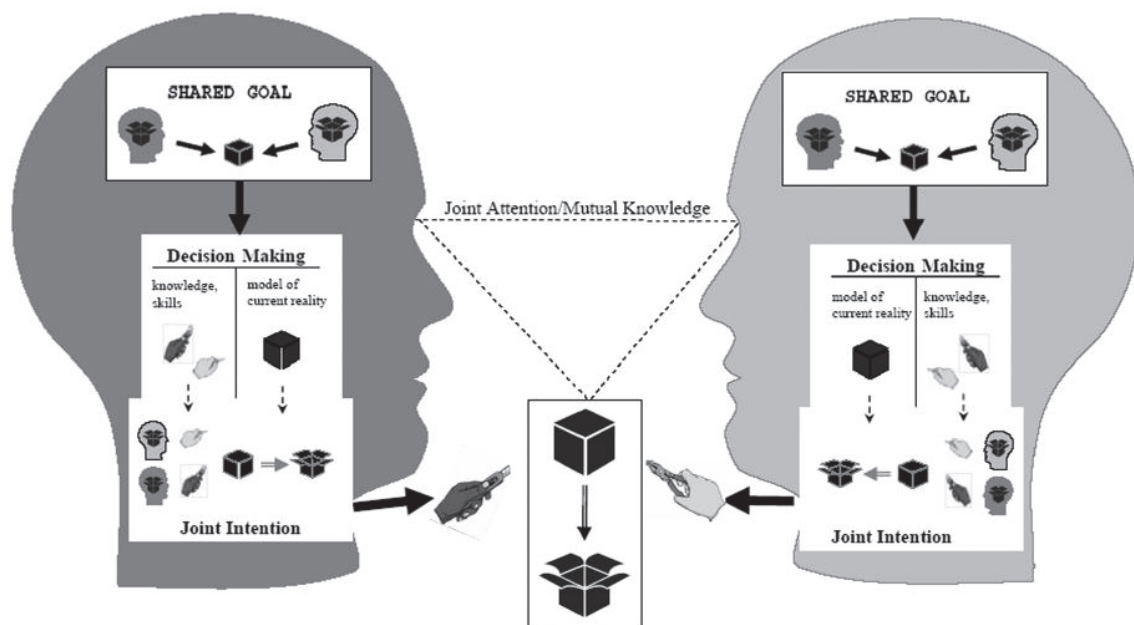 SHARED GOAL
Decision Making
knowledge,
skills
model of
current reality
Joint Intention
Joint Attention/Mutual Knowledge
SHARED GOAL
Decision Making
model of
current reality
knowledge,
skills
Joint Intention